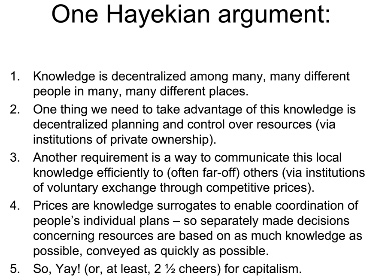 One Hayekian argument:
1. Knowledge is decentralized among many, many different
people in many, many different places.
2. One thing we need to take advantage of this knowledge is
decentralized planning and control over resources (via
institutions of private ownership).
3. Another requirement is a way to communicate this local
knowledge efficiently to (often far-off) others (via institutions
of voluntary exchange through competitive prices).
4. Prices are knowledge surrogates to enable coordination of
people's individual plans – so separately made decisions
concerning resources are based on as much knowledge as
possible, conveyed as quickly as possible.
5. So, Yay! (or, at least, 2 ½ cheers) for capitalism.